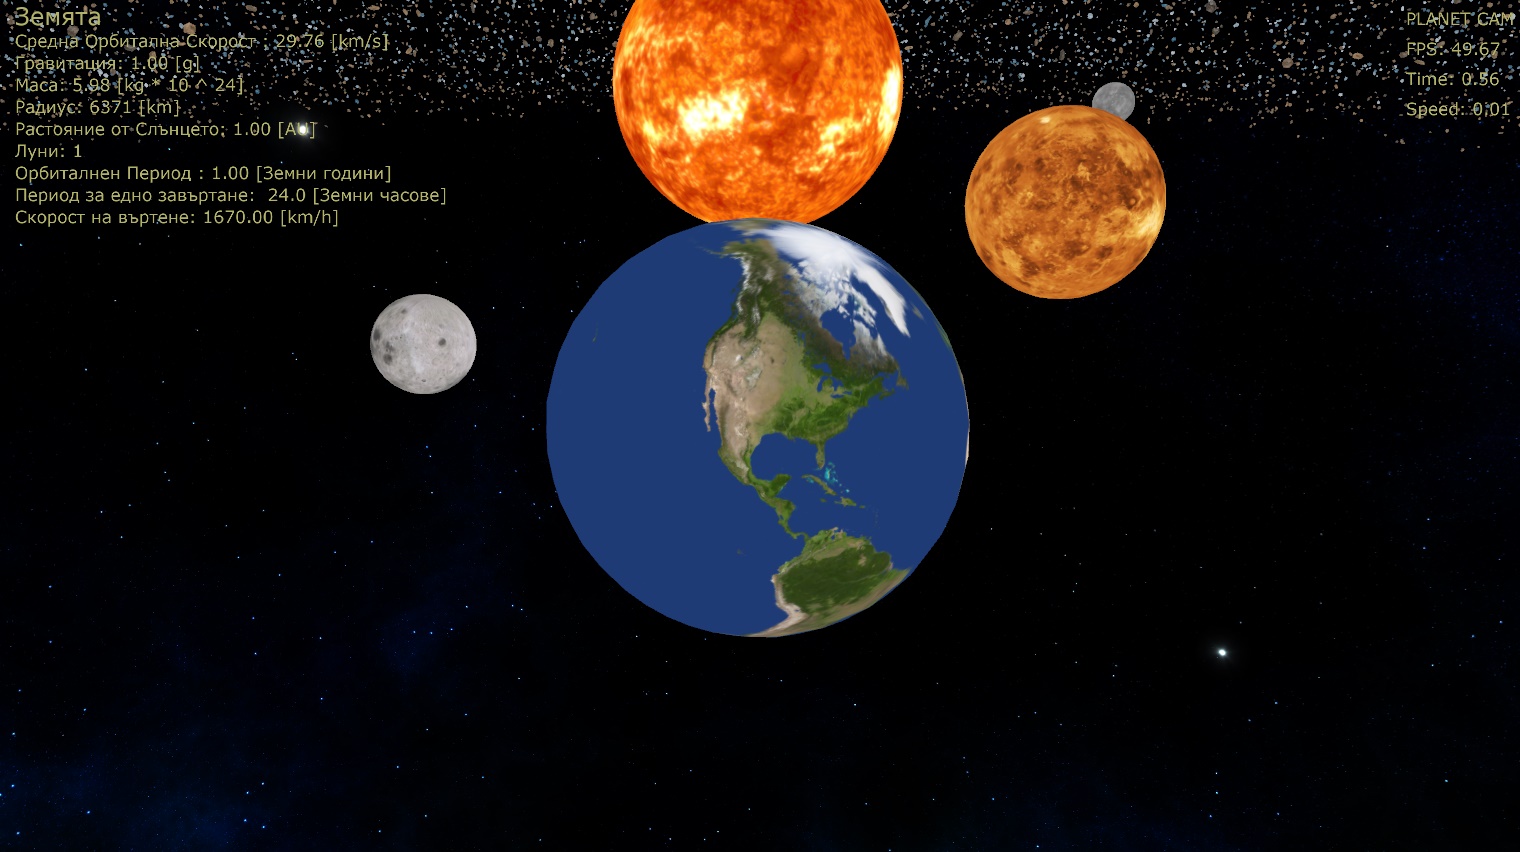 Земята
Средна Орбитална Скорост : 29.76 [km/s]
Гравитация: 1.00 [g]
Маса: 5.98 [kg * 10 ^ 24]
Радиус: 6371 [km]
Растояние от Слънцето: 1.00 [AU]
Луни: 1
Орбиталнен Период : 1.00 [Земни години]
Период за едно завъртане: 24.0 [Земни часове]
Скорост на въртене: 1670.00 [km/h]
PLANET CAM
FPS: 49.67
Time: 0.56
Speed: 0.01